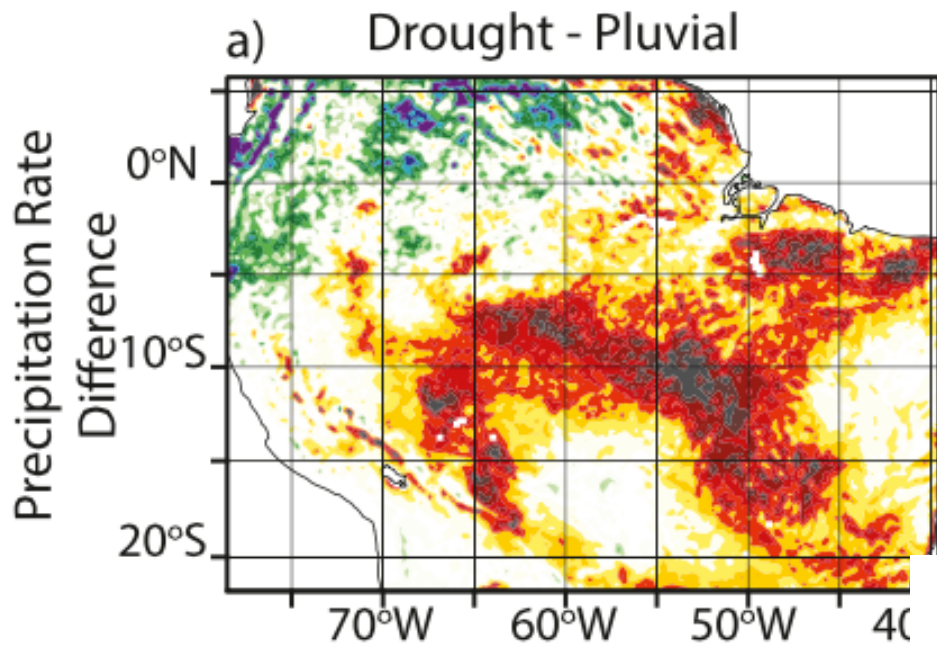 a) Drought - Pluvial
Precipitation Rate
Difference
0°N
10°S
20°S
70°W 60°W 50°W